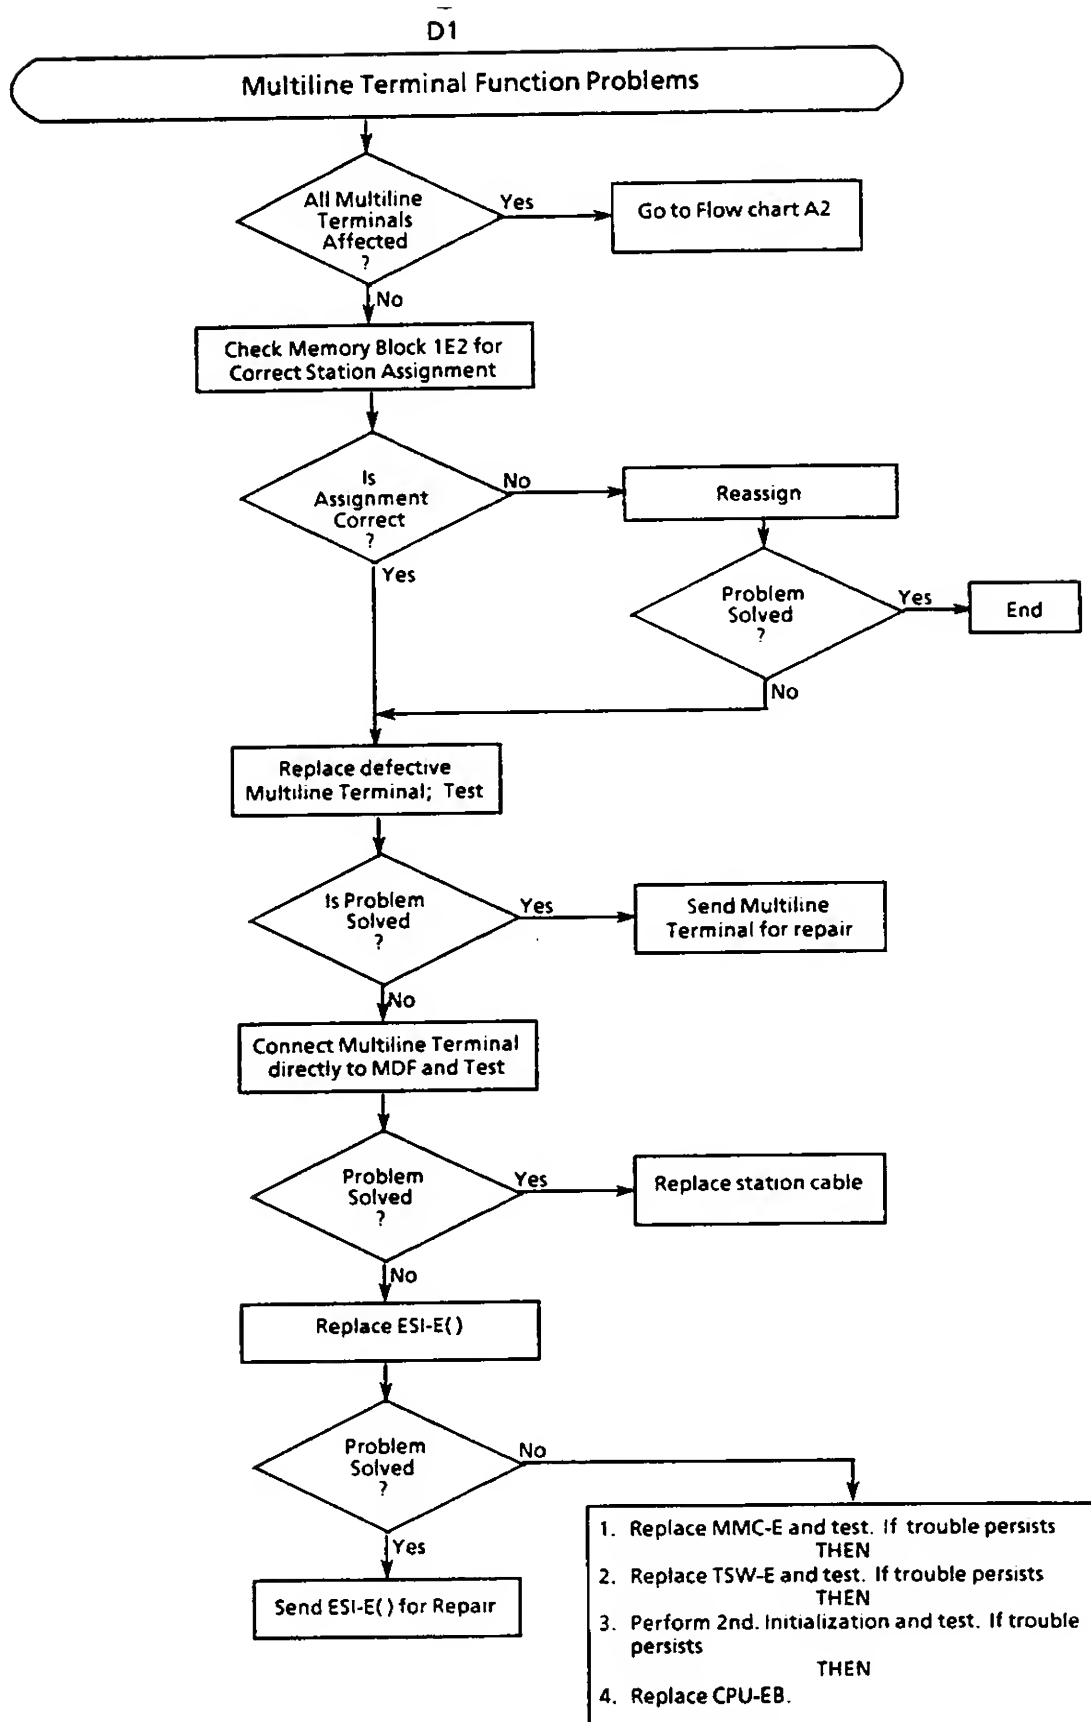 D1
Multiline Terminal Function Problems
All Multiline
Terminals
Affected
?
Yes
Go to Flow chart A2
No
Check Memory Block 1E2 for
Correct Station Assignment
Is
Assignment
Correct
?
No
Reassign
Yes
Problem
Solved
?
Yes
End
No
Replace defective
Multiline Terminal; Test
Is Problem
Solved
?
Yes
Send Multiline
Terminal for repair
No
Connect Multiline Terminal
directly to MDF and Test
Problem
Solved
?
Yes
Replace station cable
No
Replace ESI-E( )
Problem
Solved
?
No
Yes
Send ESI-E( ) for Repair
1. Replace MMC-E and test. If trouble persists
THEN
2. Replace TSW-E and test. If trouble persists
THEN
3. Perform 2nd. Initialization and test. If trouble
persists
THEN
4. Replace CPU-EB.